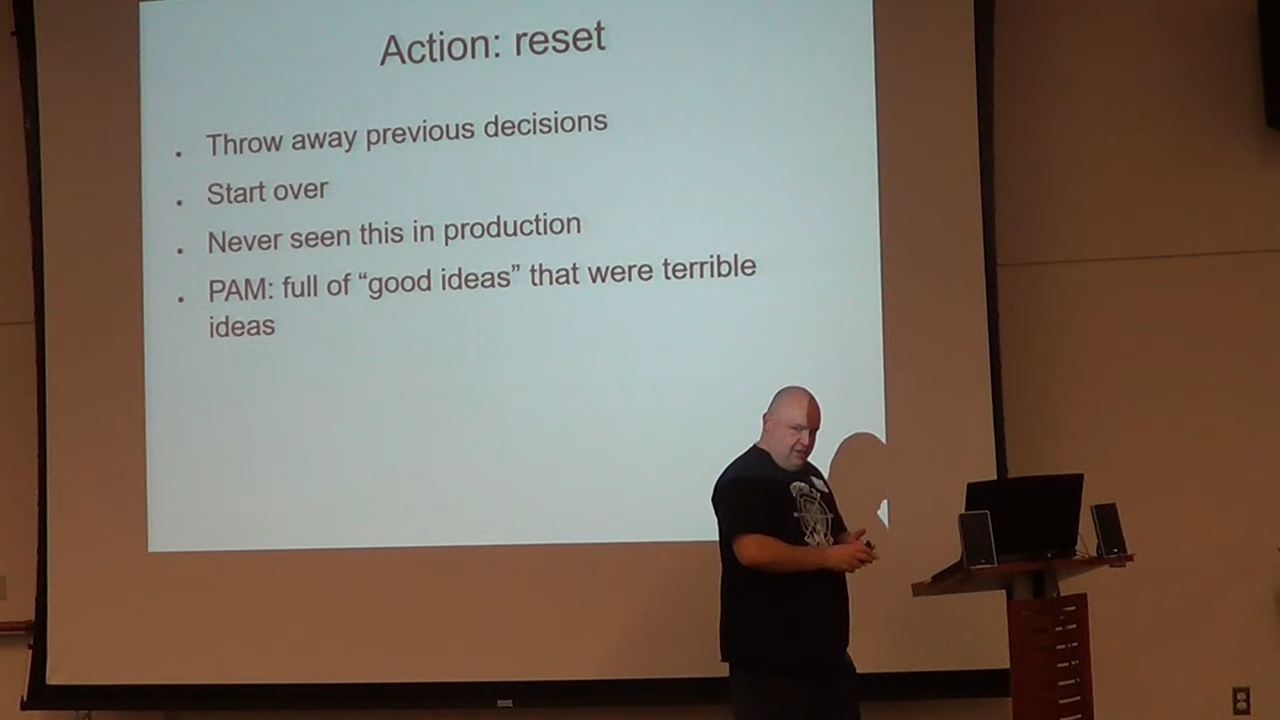 Action: reset
. Throw away previous decisions
. Start over
. Never seen this in production
. PAM: full of “good ideas” that were terrible
ideas